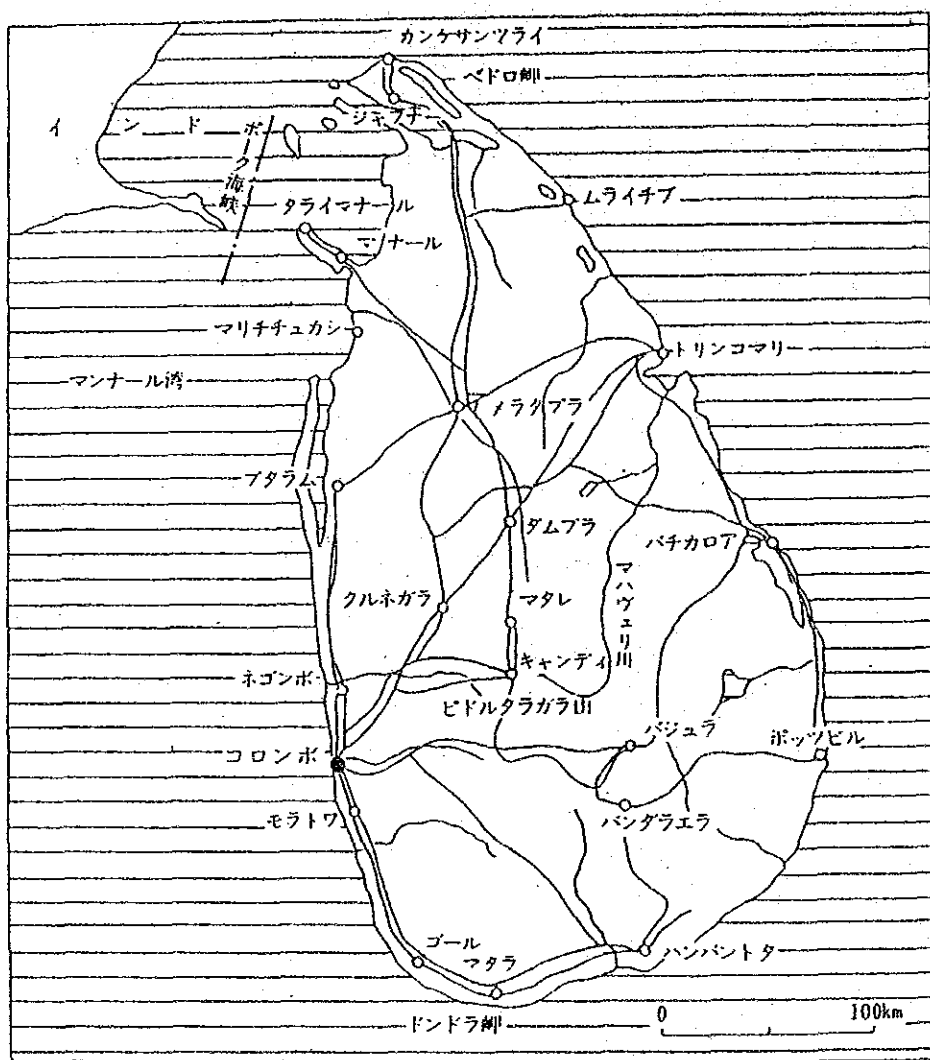 カンケサンツライ
ペドロ岬
インド
ポーク海峡
ジャフナ
タライマナール
ムライチブ
マンナール
マリチチュカシ
トリンコマリー
マンナール湾
メラダプラ
プタラム
ダムブラ
バチカロア
マハヴェリ川
クルネガラ
マタレ
キャンディ
ネゴンボ
ピドルタラガラ山
バジュラ
ポッツビル
コロンボ
モラトワ
バンダラエラ
ゴール
マタラ
ハンバントタ
ドンドラ岬
0 100km